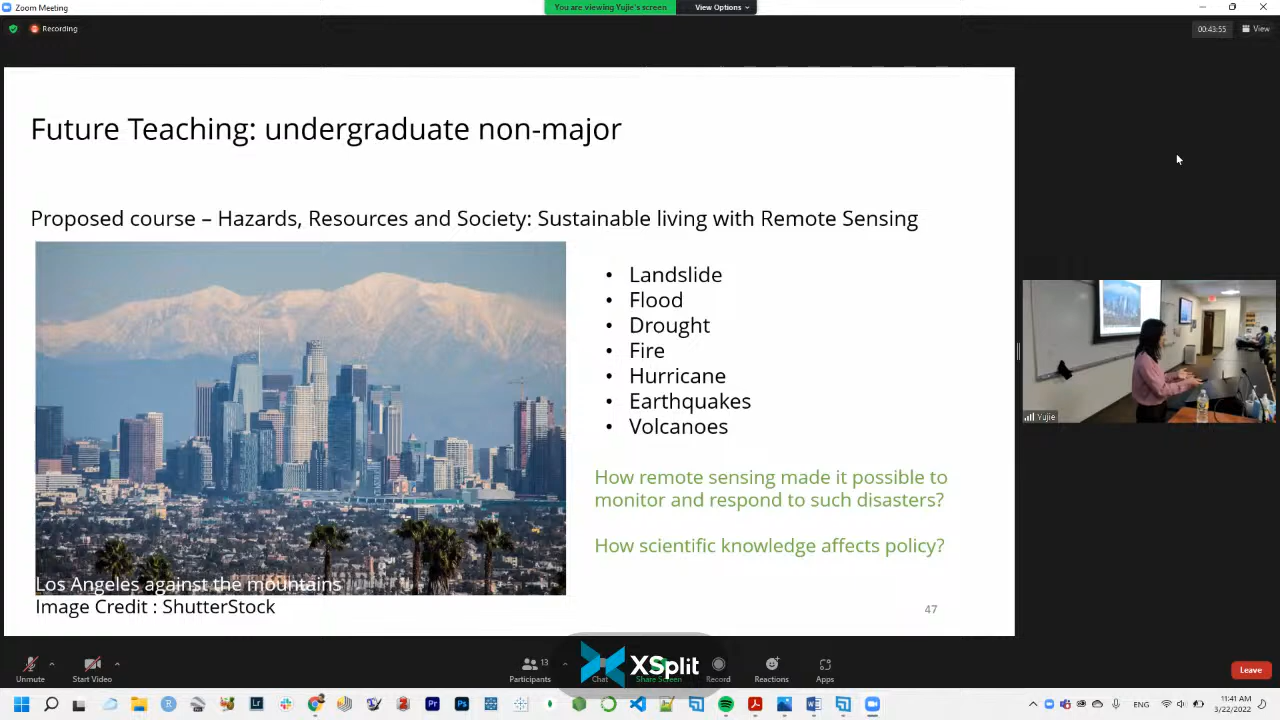 Zoom Meeting
You are viewing Yujie's screen
View Options
Recording
00:43:55
View
Future Teaching: undergraduate non-major
Proposed course – Hazards, Resources and Society: Sustainable living with Remote Sensing
• Landslide
• Flood
• Drought
• Fire
• Hurricane
• Earthquakes
• Volcanoes
How remote sensing made it possible to
monitor and respond to such disasters?
How scientific knowledge affects policy?
Los Angeles against the mountains
Image Credit : ShutterStock
47
Yujie
Unmute
Start Video
13
Participants
Chat
Share Screen
Record
Reactions
Apps
Leave
XSplit
Lr
Pr
Ps
ENG
11:41 AM
3/22/2022